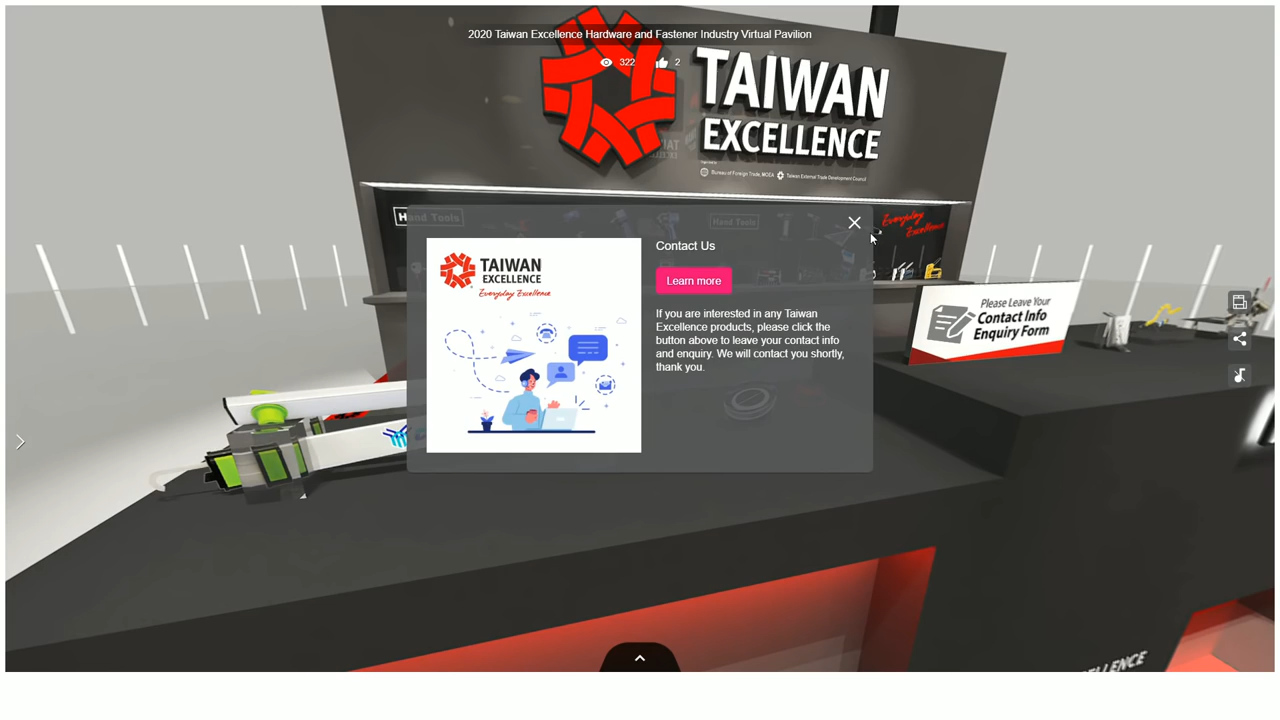 2020 Taiwan Excellence Hardware and Fastener Industry Virtual Pavilion
322
2
TAIWAN
EXCELLENCE
Bureau of Foreign Trade, MOEA
Taiwan External Trade Development Council
Hand Tools
Hand Tools
Everyday
Excellence
Contact Us
Learn more
If you are interested in any Taiwan
Excellence products, please click the
button above to leave your contact info
and enquiry. We will contact you shortly,
thank you.
TAIWAN
EXCELLENCE
Everyday Excellence
Please Leave Your
Contact Info
Enquiry Form